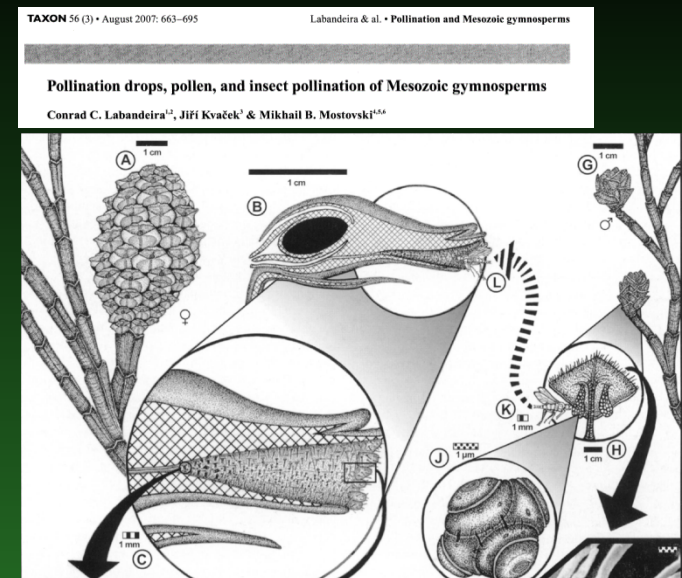 TAXON 56 (3) • August 2007: 663–695
Labandeira & al. • Pollination and Mesozoic gymnosperms
Pollination drops, pollen, and insect pollination of Mesozoic gymnosperms
Conrad C. Labandeira1,2, Jiří Kvaček3 & Mikhail B. Mostovski4,5,6
A
1 cm
B
1 cm
G
1 cm
♂
♀
L
K
1 mm
H
1 cm
J
1 µm
C
1 mm